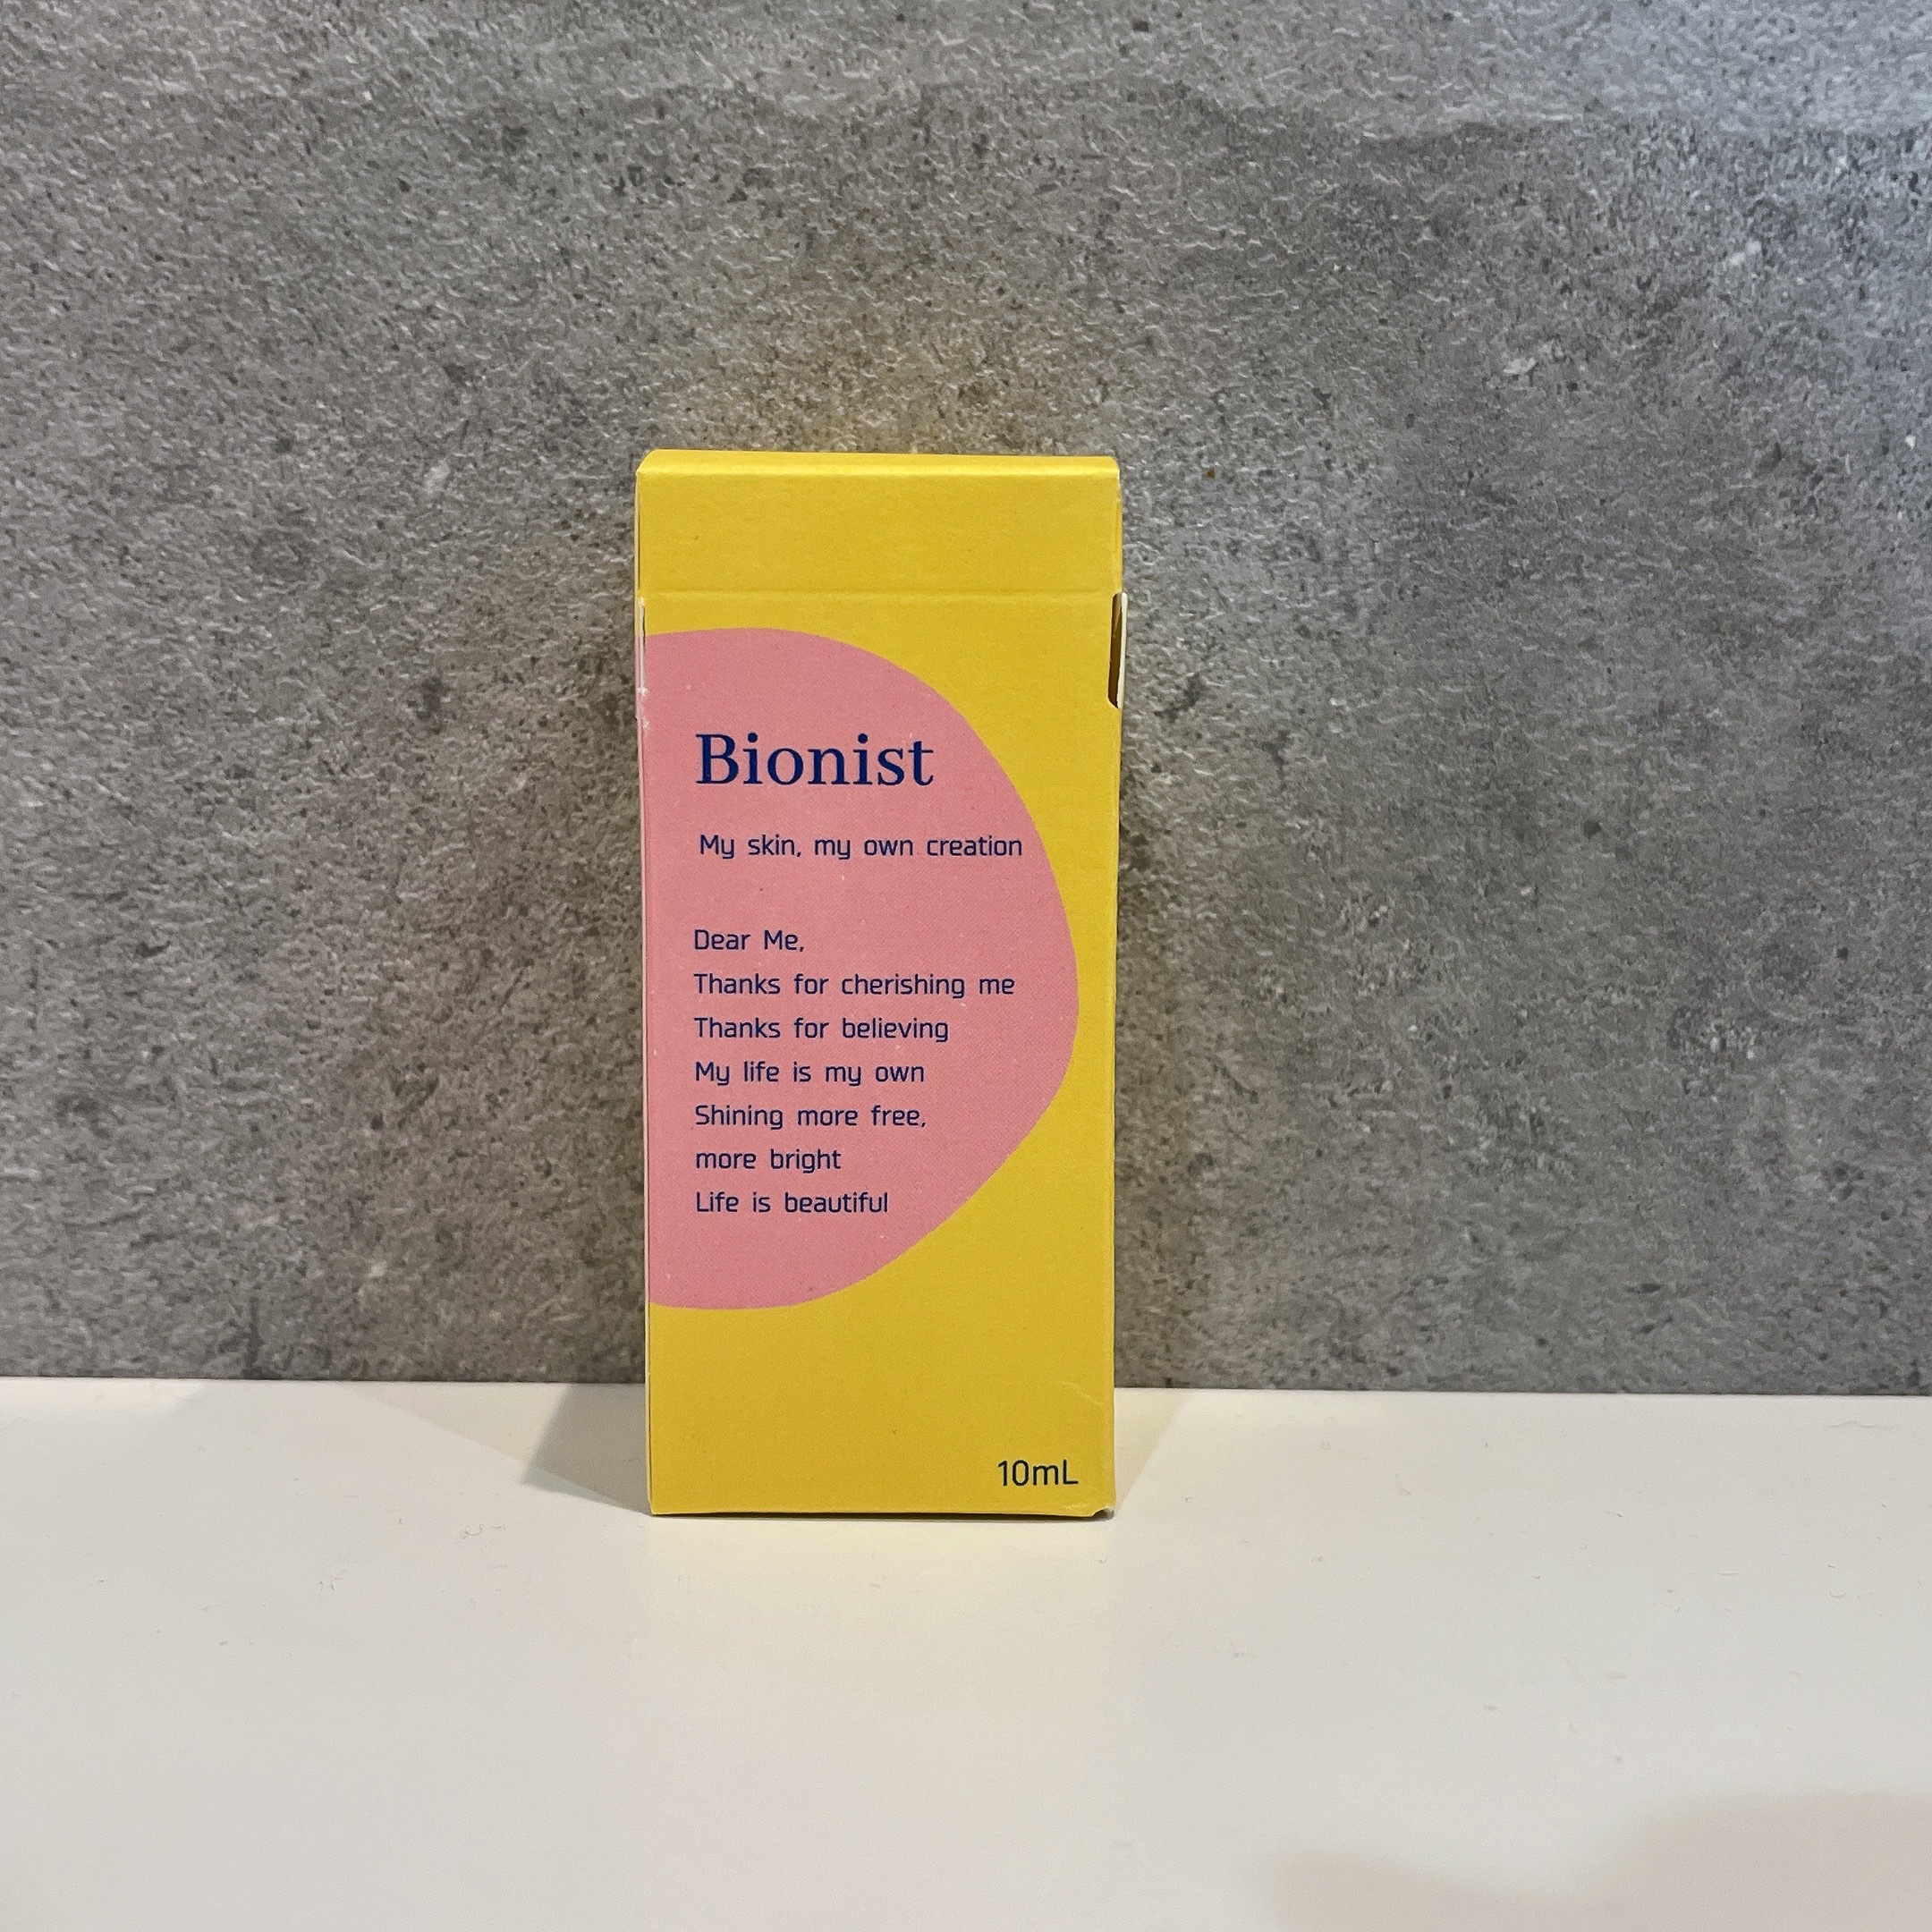 Bionist
My skin, my own creation
Dear Me,
Thanks for cherishing me
Thanks for believing
My life is my own
Shining more free,
more bright
Life is beautiful
10mL